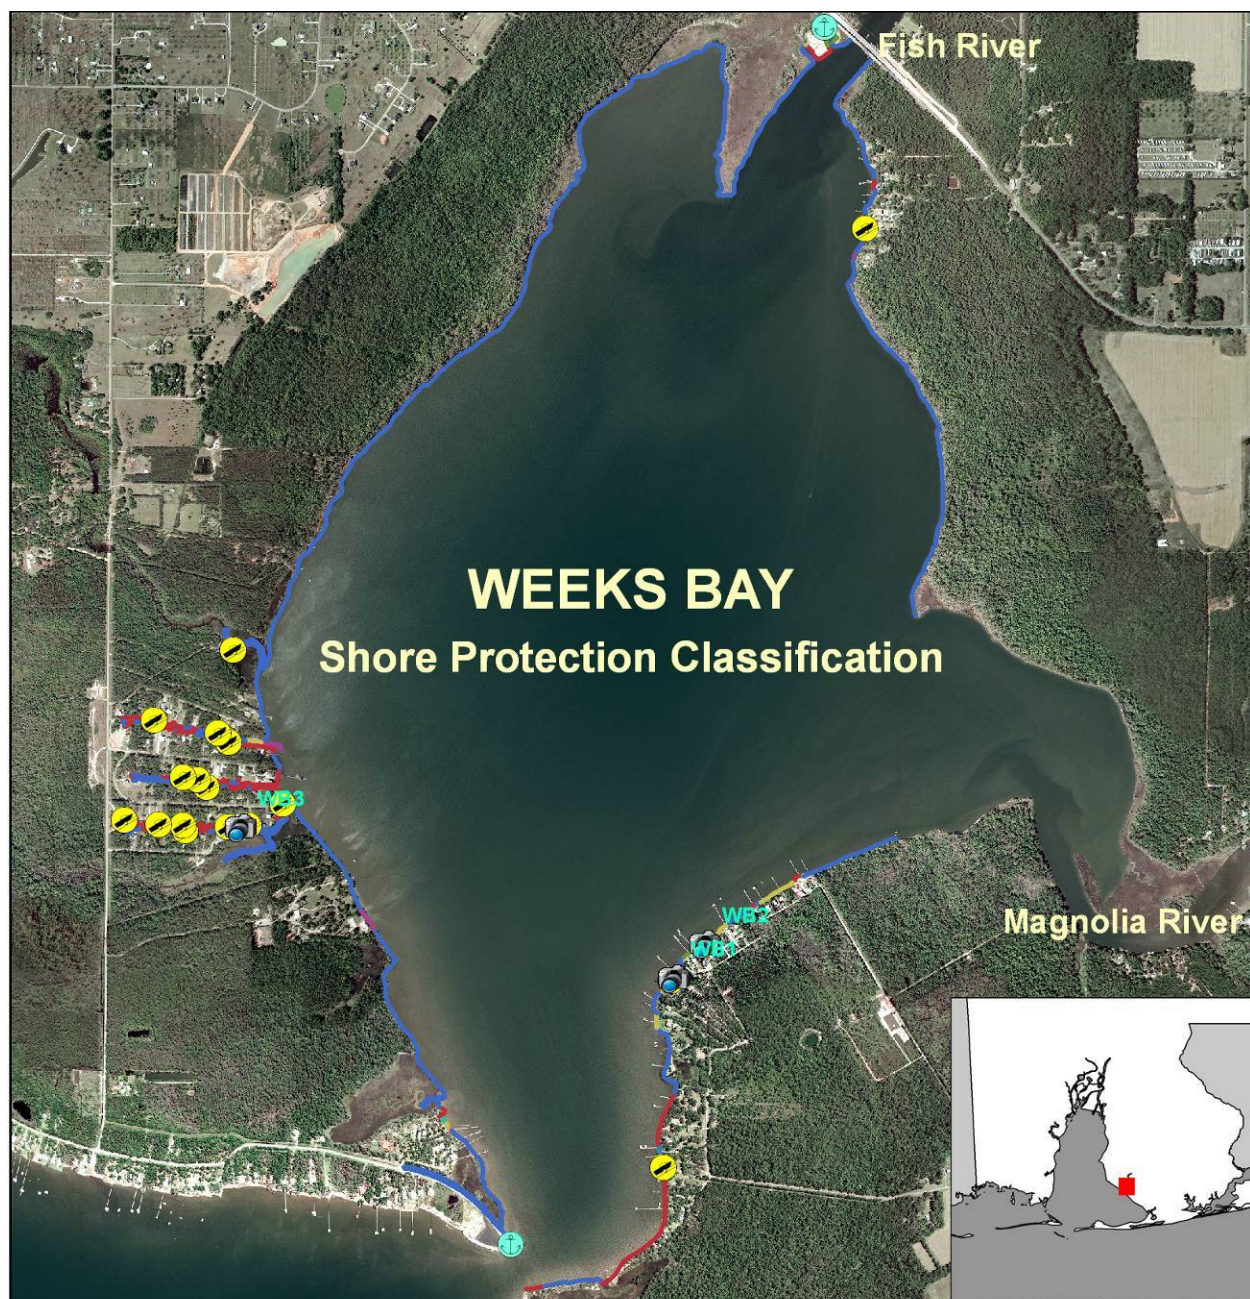 Fish River
WEEKS BAY
Shore Protection Classification
WB3
WB2
WB1
Magnolia River